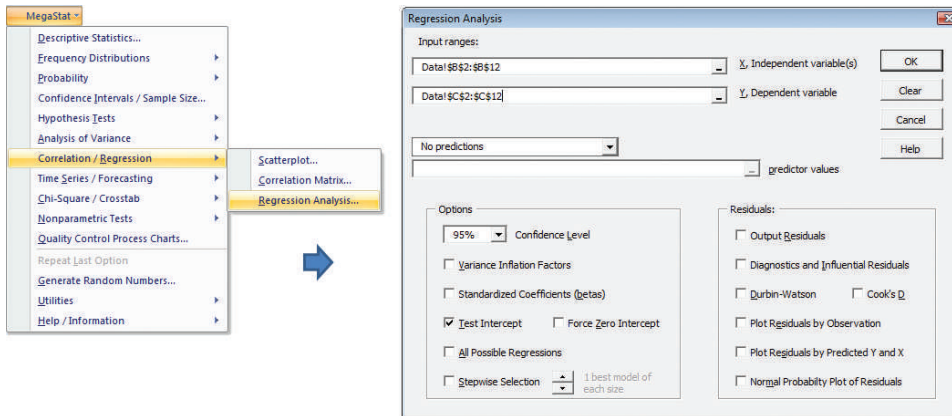 MegaStat
Descriptive Statistics...
Frequency Distributions
Probability
Confidence Intervals / Sample Size...
Hypothesis Tests
Analysis of Variance
Correlation / Regression
Time Series / Forecasting
Chi-Square / Crosstab
Nonparametric Tests
Quality Control Process Charts...
Repeat Last Option
Generate Random Numbers...
Utilities
Help / Information
Scatterplot...
Correlation Matrix...
Regression Analysis...
Regression Analysis
Input ranges:
Data!$B$2:$B$12
X, Independent variable(s)
OK
Data!$C$2:$C$12
Y, Dependent variable
Clear
Cancel
No predictions
Help
predictor values
Options
95% Confidence Level
Variance Inflation Factors
Standardized Coefficients (betas)
Test Intercept
Force Zero Intercept
All Possible Regressions
Stepwise Selection
1 best model of
each size
Residuals:
Output Residuals
Diagnostics and Influential Residuals
Durbin-Watson
Cook's D
Plot Residuals by Observation
Plot Residuals by Predicted Y and X
Normal Probabilty Plot of Residuals